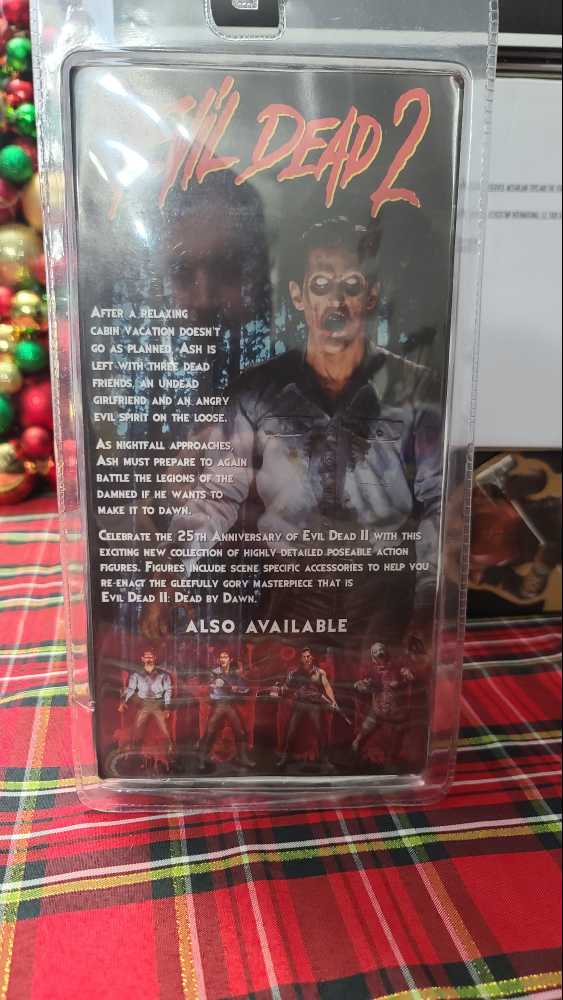 EVIL DEAD 2
AFTER A RELAXING
CABIN VACATION DOESN'T
GO AS PLANNED, ASH IS
LEFT WITH THREE DEAD
FRIENDS, AN UNDEAD
GIRLFRIEND AND AN ANGRY
EVIL SPIRIT ON THE LOOSE.
AS NIGHTFALL APPROACHES,
ASH MUST PREPARE TO AGAIN
BATTLE THE LEGIONS OF THE
DAMNED IF HE WANTS TO
MAKE IT TO DAWN.
CELEBRATE THE 25TH ANNIVERSARY OF EVIL DEAD II WITH THIS
EXCITING NEW COLLECTION OF HIGHLY DETAILED POSEABLE ACTION
FIGURES. FIGURES INCLUDE SCENE SPECIFIC ACCESSORIES TO HELP YOU
RE-ENACT THE GLEEFULLY GORY MASTERPIECE THAT IS
EVIL DEAD II: DEAD BY DAWN.
ALSO AVAILABLE